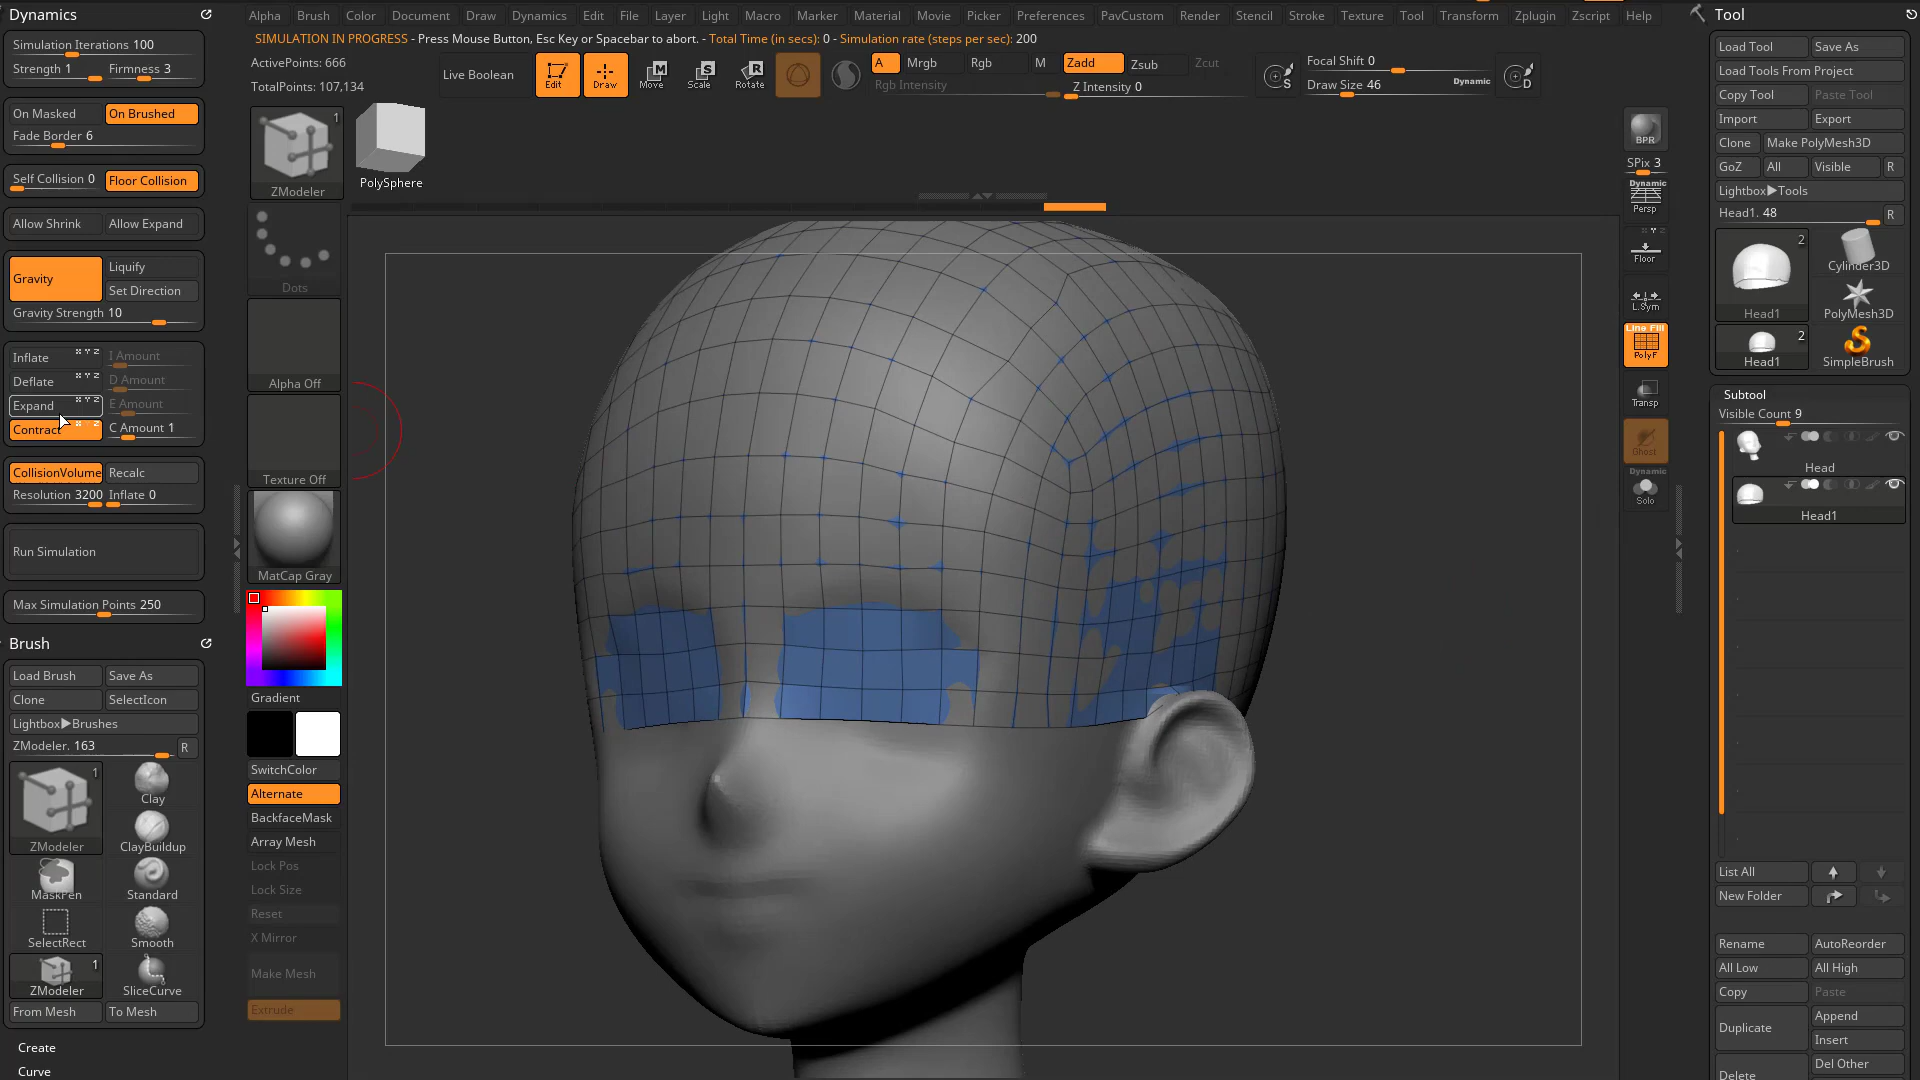 Dynamics
Simulation Iterations 100
Strength 1 Firmness 3
On Masked On Brushed
Fade Border 6
Self Collision 0 Floor Collision
Allow Shrink Allow Expand
Gravity Liquify
Set Direction
Gravity Strength 10
Inflate X Y Z I Amount
Deflate X Y Z D Amount
Expand X Y Z E Amount
Contract X Y Z C Amount 1
CollisionVolume Recalc
Resolution 3200 Inflate 0
Run Simulation
Max Simulation Points 250
Brush
Load Brush Save As
Clone SelectIcon
Lightbox▶Brushes
ZModeler. 163 R
1
ZModeler
Clay
ClayBuildup
MaskPen Standard
SelectRect Smooth
1
ZModeler SliceCurve
From Mesh To Mesh
Create
Curve
Alpha Brush Color Document Draw Dynamics Edit File Layer Light Macro Marker Material Movie Picker Preferences PavCustom Render Stencil Stroke Texture Tool Transform Zplugin Zscript Help
SIMULATION IN PROGRESS - Press Mouse Button, Esc Key or Spacebar to abort. - Total Time (in secs): 0 - Simulation rate (steps per sec): 200
ActivePoints: 666
TotalPoints: 107,134
Live Boolean
Edit Draw Move Scale Rotate
A Mrgb Rgb M Zadd Zsub Zcut
Rgb Intensity Z Intensity 0
S
Focal Shift 0
Draw Size 46 Dynamic
D
1
ZModeler
PolySphere
Dots
Alpha Off
Texture Off
MatCap Gray
Gradient
SwitchColor
Alternate
BackfaceMask
Array Mesh
Lock Pos
Lock Size
Reset
X Mirror
Make Mesh
Extrude
BPR
SPix 3
Dynamic
Persp
Floor
L.Sym
Line Fill
PolyF
Transp
Ghost
Dynamic
Solo
Tool
Load Tool Save As
Load Tools From Project
Copy Tool Paste Tool
Import Export
Clone Make PolyMesh3D
GoZ All Visible R
Lightbox▶Tools
Head1. 48 R
2
Head1
Cylinder3D
PolyMesh3D
2
Head1 SimpleBrush
Subtool
Visible Count 9
Head
Head1
List All
New Folder
Rename AutoReorder
All Low All High
Copy Paste
Duplicate Append
Insert
Delete Del Other